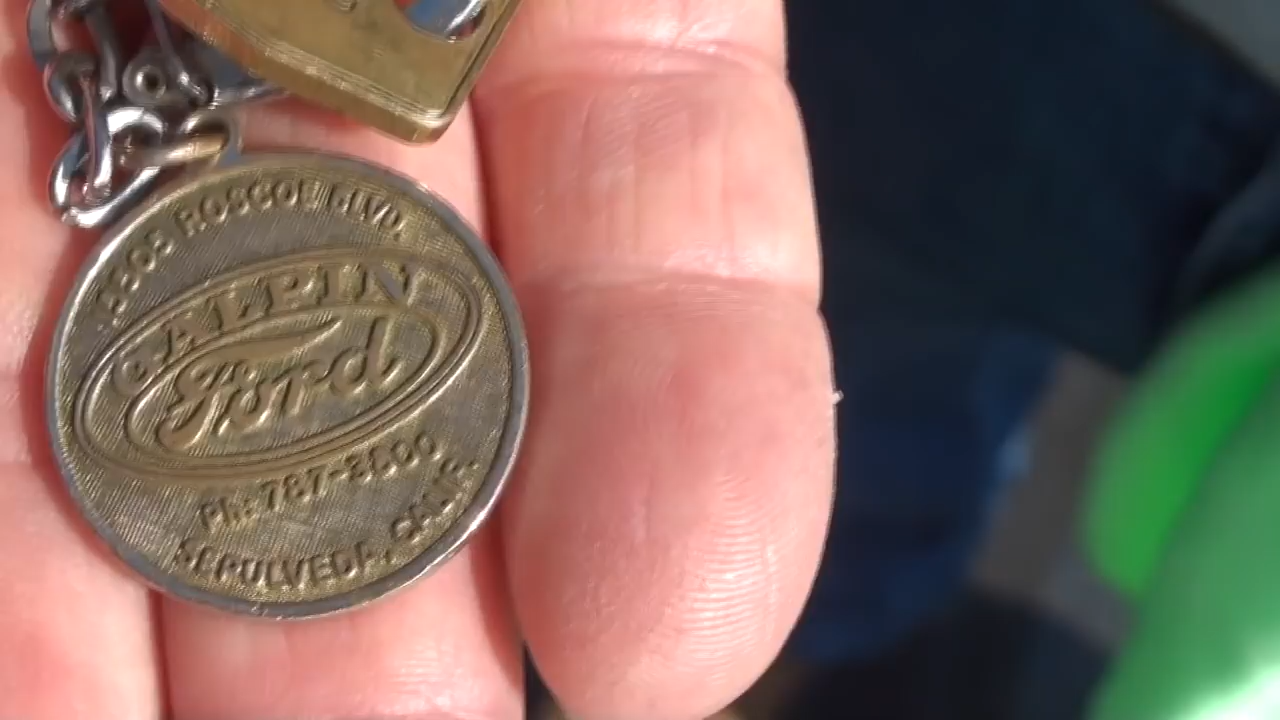 ROSCOE BLVD.
GALPIN
Ford
Ph: 787-3800
SEPULVEDA, CALIF.